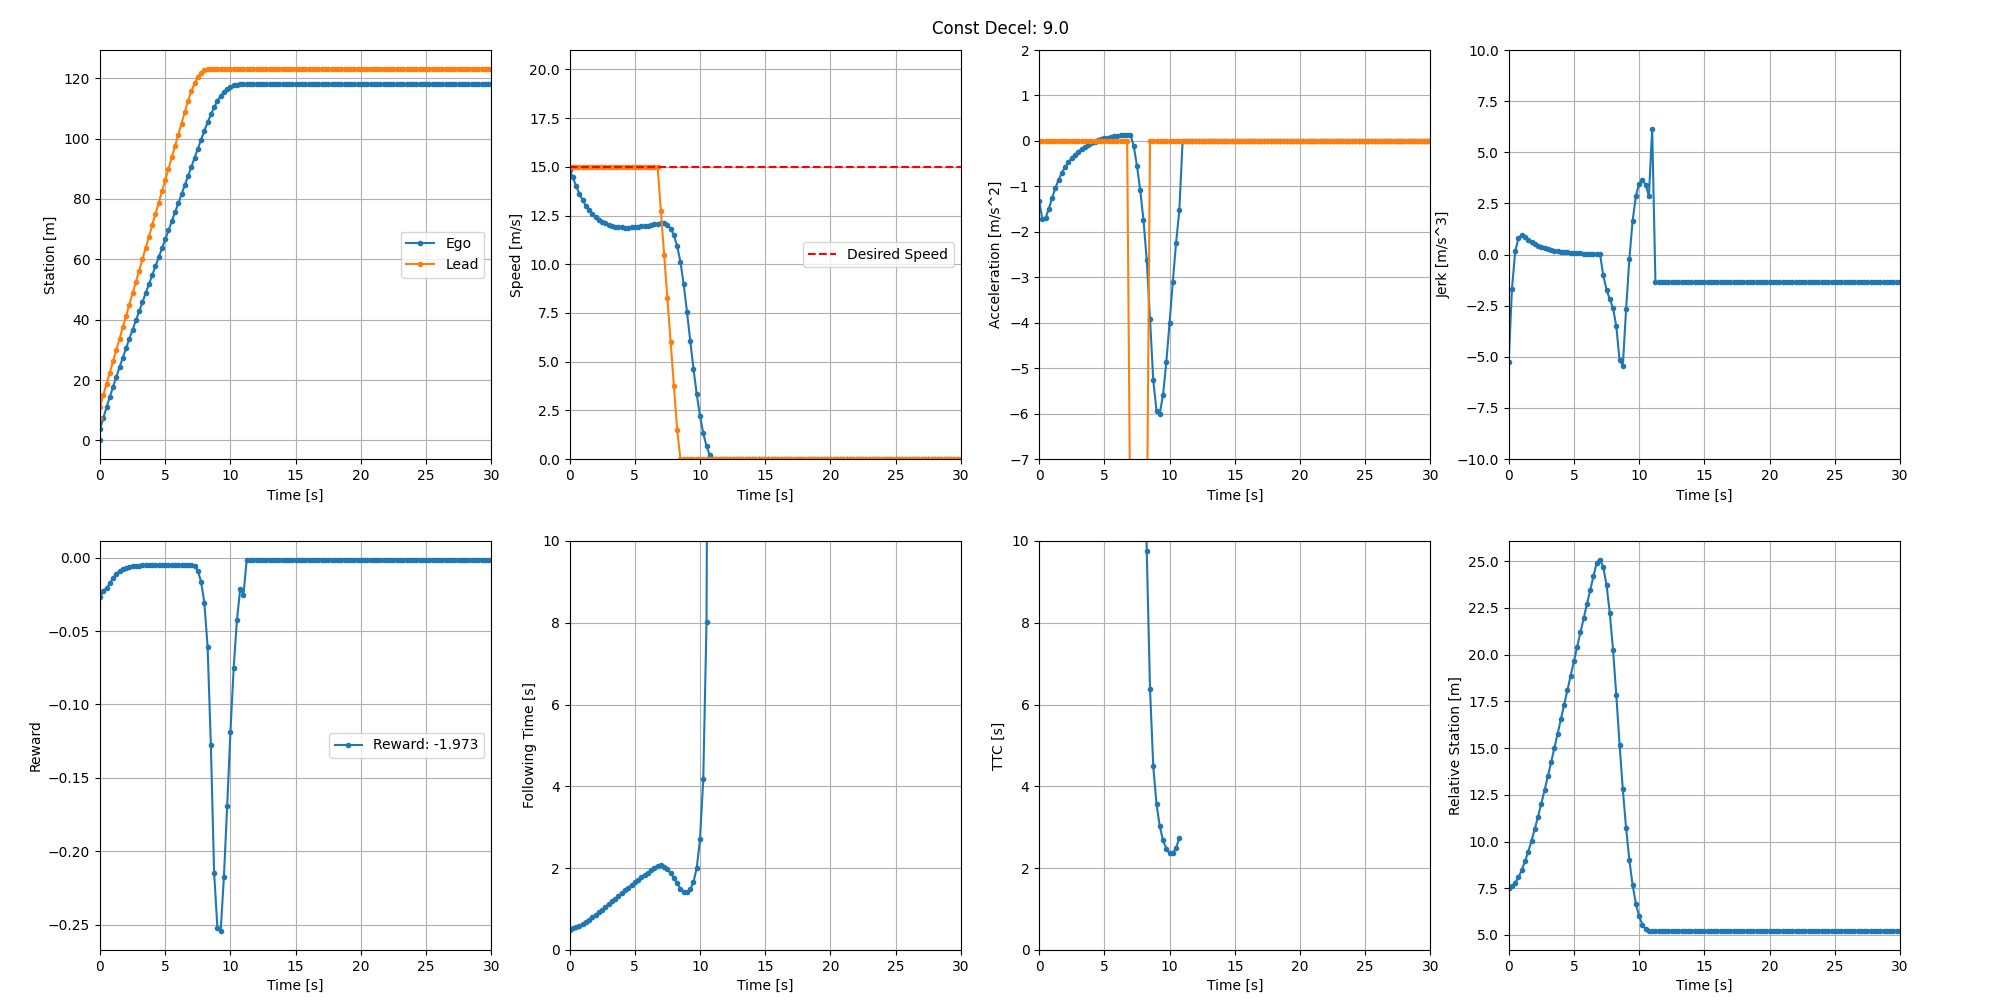 Const Decel: 9.0
Station [m]
120
100
80
60
40
20
0
0 5 10 15 20 25 30
Time [s]
Ego
Lead
Speed [m/s]
20.0
17.5
15.0
12.5
10.0
7.5
5.0
2.5
0.0
0 5 10 15 20 25 30
Time [s]
Desired Speed
Acceleration [m/s^2]
2
1
0
−1
−2
−3
−4
−5
−6
−7
0 5 10 15 20 25 30
Time [s]
Jerk [m/s^3]
10.0
7.5
5.0
2.5
0.0
−2.5
−5.0
−7.5
−10.0
0 5 10 15 20 25 30
Time [s]
Reward
0.00
−0.05
−0.10
−0.15
−0.20
−0.25
0 5 10 15 20 25 30
Time [s]
Reward: -1.973
Following Time [s]
10
8
6
4
2
0
0 5 10 15 20 25 30
Time [s]
TTC [s]
10
8
6
4
2
0
0 5 10 15 20 25 30
Time [s]
Relative Station [m]
25.0
22.5
20.0
17.5
15.0
12.5
10.0
7.5
5.0
0 5 10 15 20 25 30
Time [s]